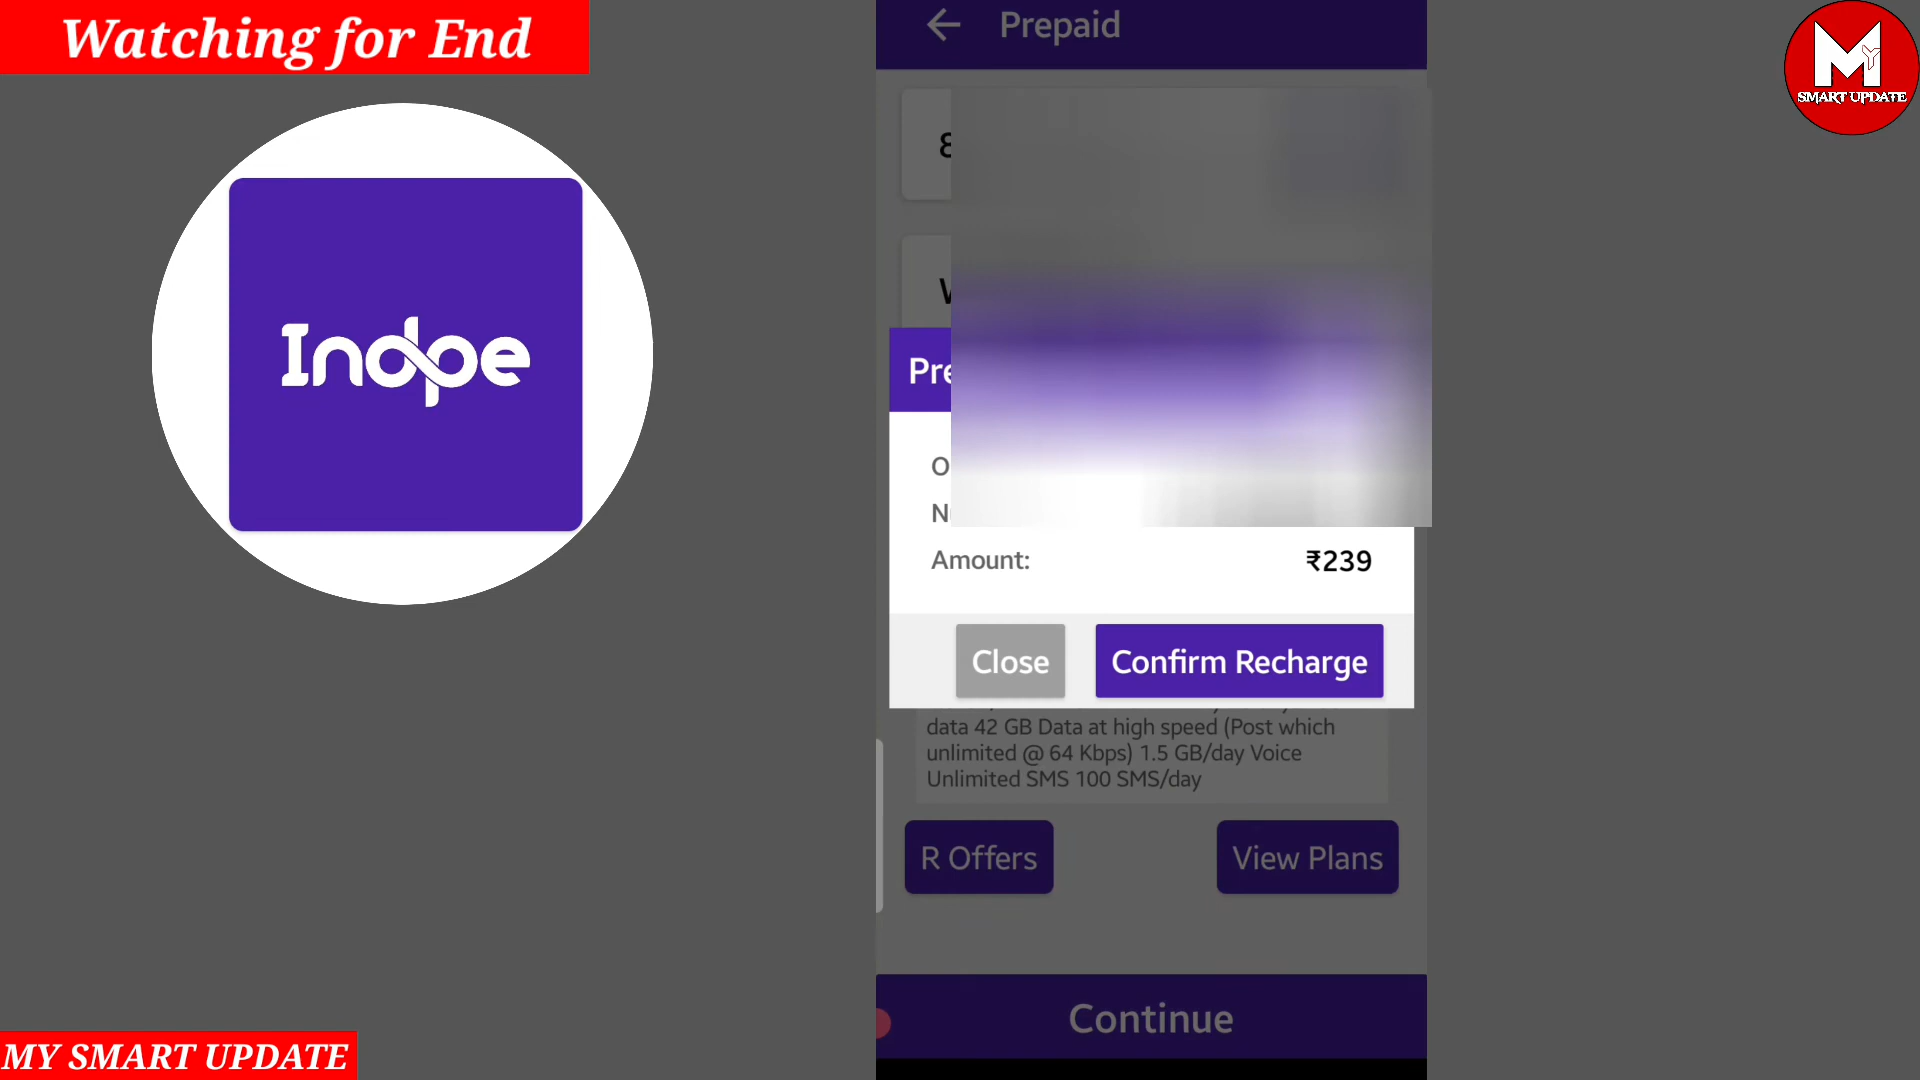 Watching for End
Indpe
MY SMART UPDATE
M
Y
SMART UPDATE
Prepaid
8
Amount:
₹239
Close
Confirm Recharge
data 42 GB Data at high speed (Post which
unlimited @ 64 Kbps) 1.5 GB/day Voice
Unlimited SMS 100 SMS/day
R Offers
View Plans
Continue